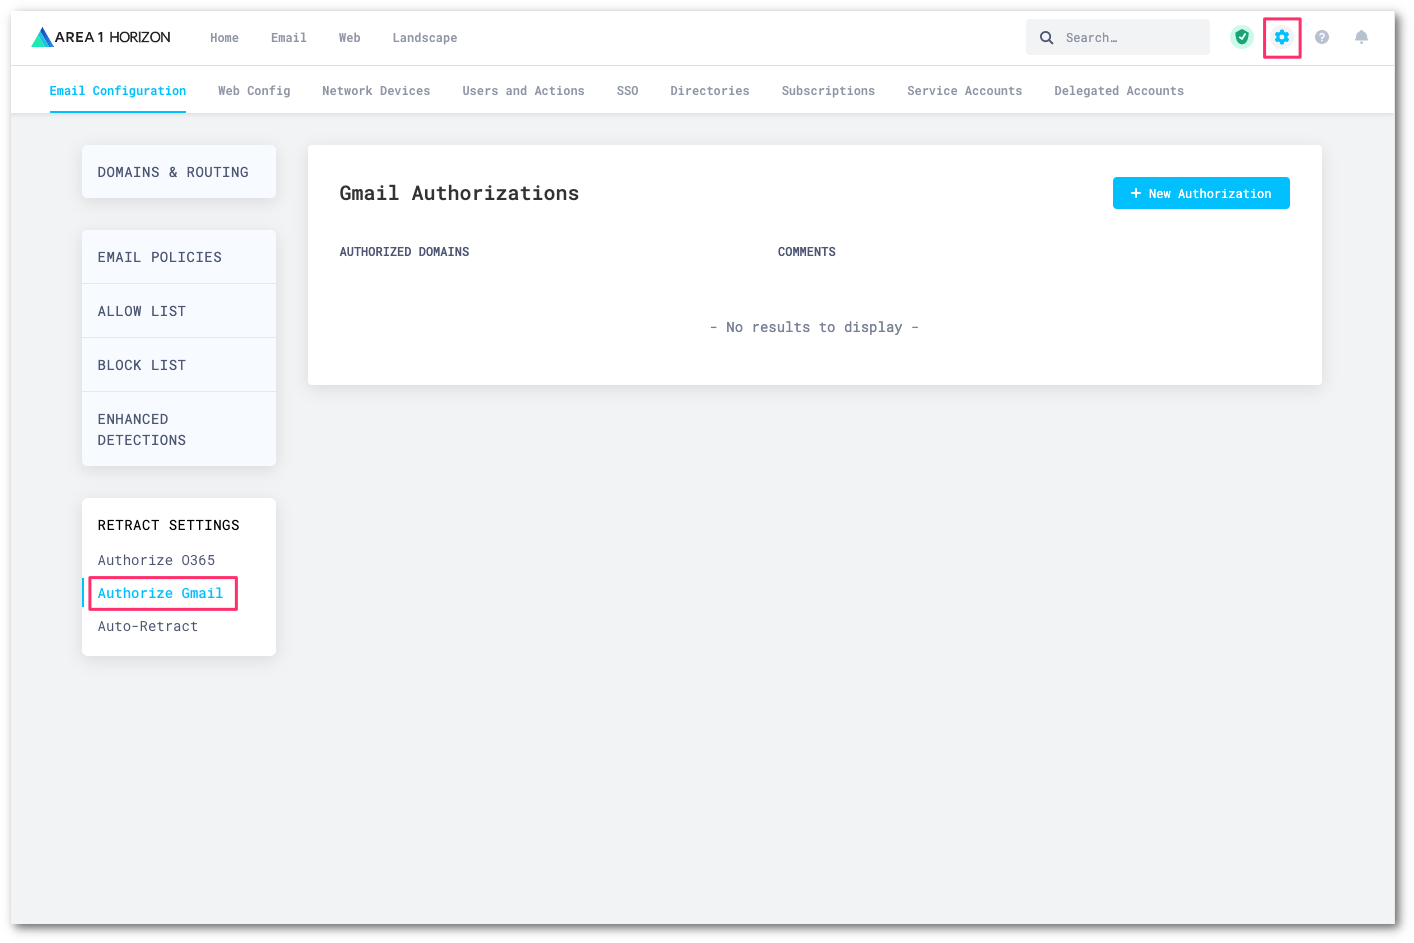 AREA 1 HORIZON
Home
Email
Web
Landscape
Search…
Email Configuration
Web Config
Network Devices
Users and Actions
SSO
Directories
Subscriptions
Service Accounts
Delegated Accounts
DOMAINS & ROUTING
EMAIL POLICIES
ALLOW LIST
BLOCK LIST
ENHANCED
DETECTIONS
RETRACT SETTINGS
Authorize O365
Authorize Gmail
Auto-Retract
Gmail Authorizations
+ New Authorization
AUTHORIZED DOMAINS
COMMENTS
- No results to display -